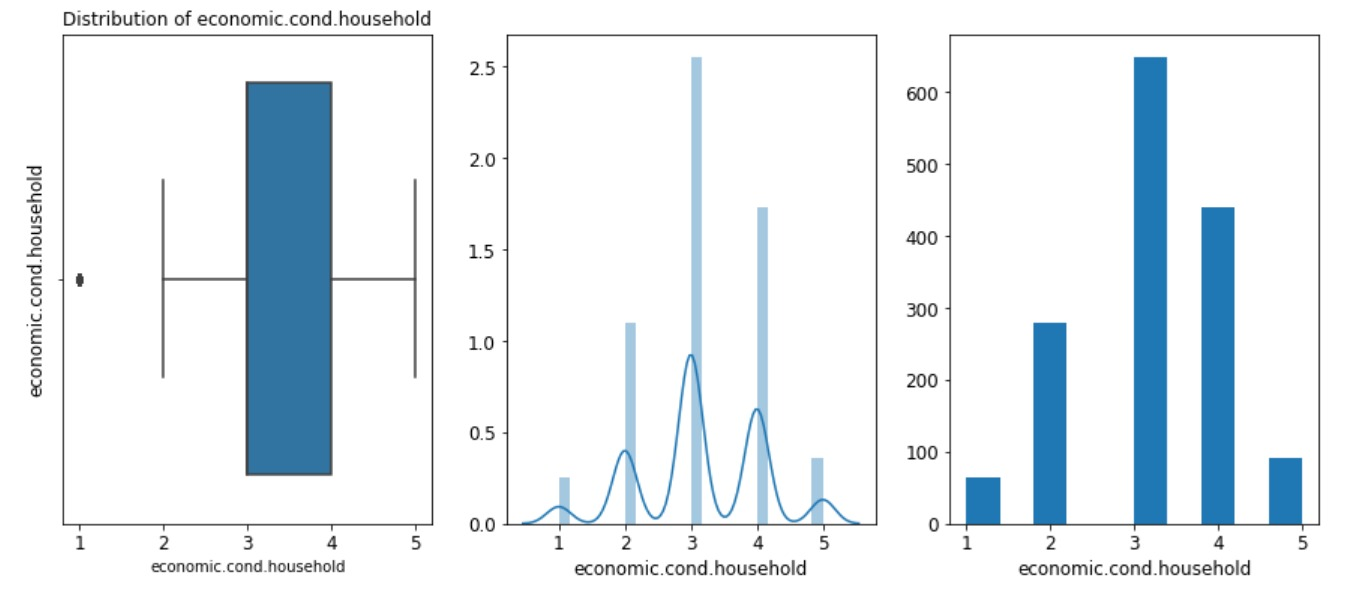 Distribution of economic.cond.household
economic.cond.household
1 2 3 4 5
economic.cond.household
2.5
2.0
1.5
1.0
0.5
0.0
1 2 3 4 5
economic.cond.household
600
500
400
300
200
100
0
1 2 3 4 5
economic.cond.household